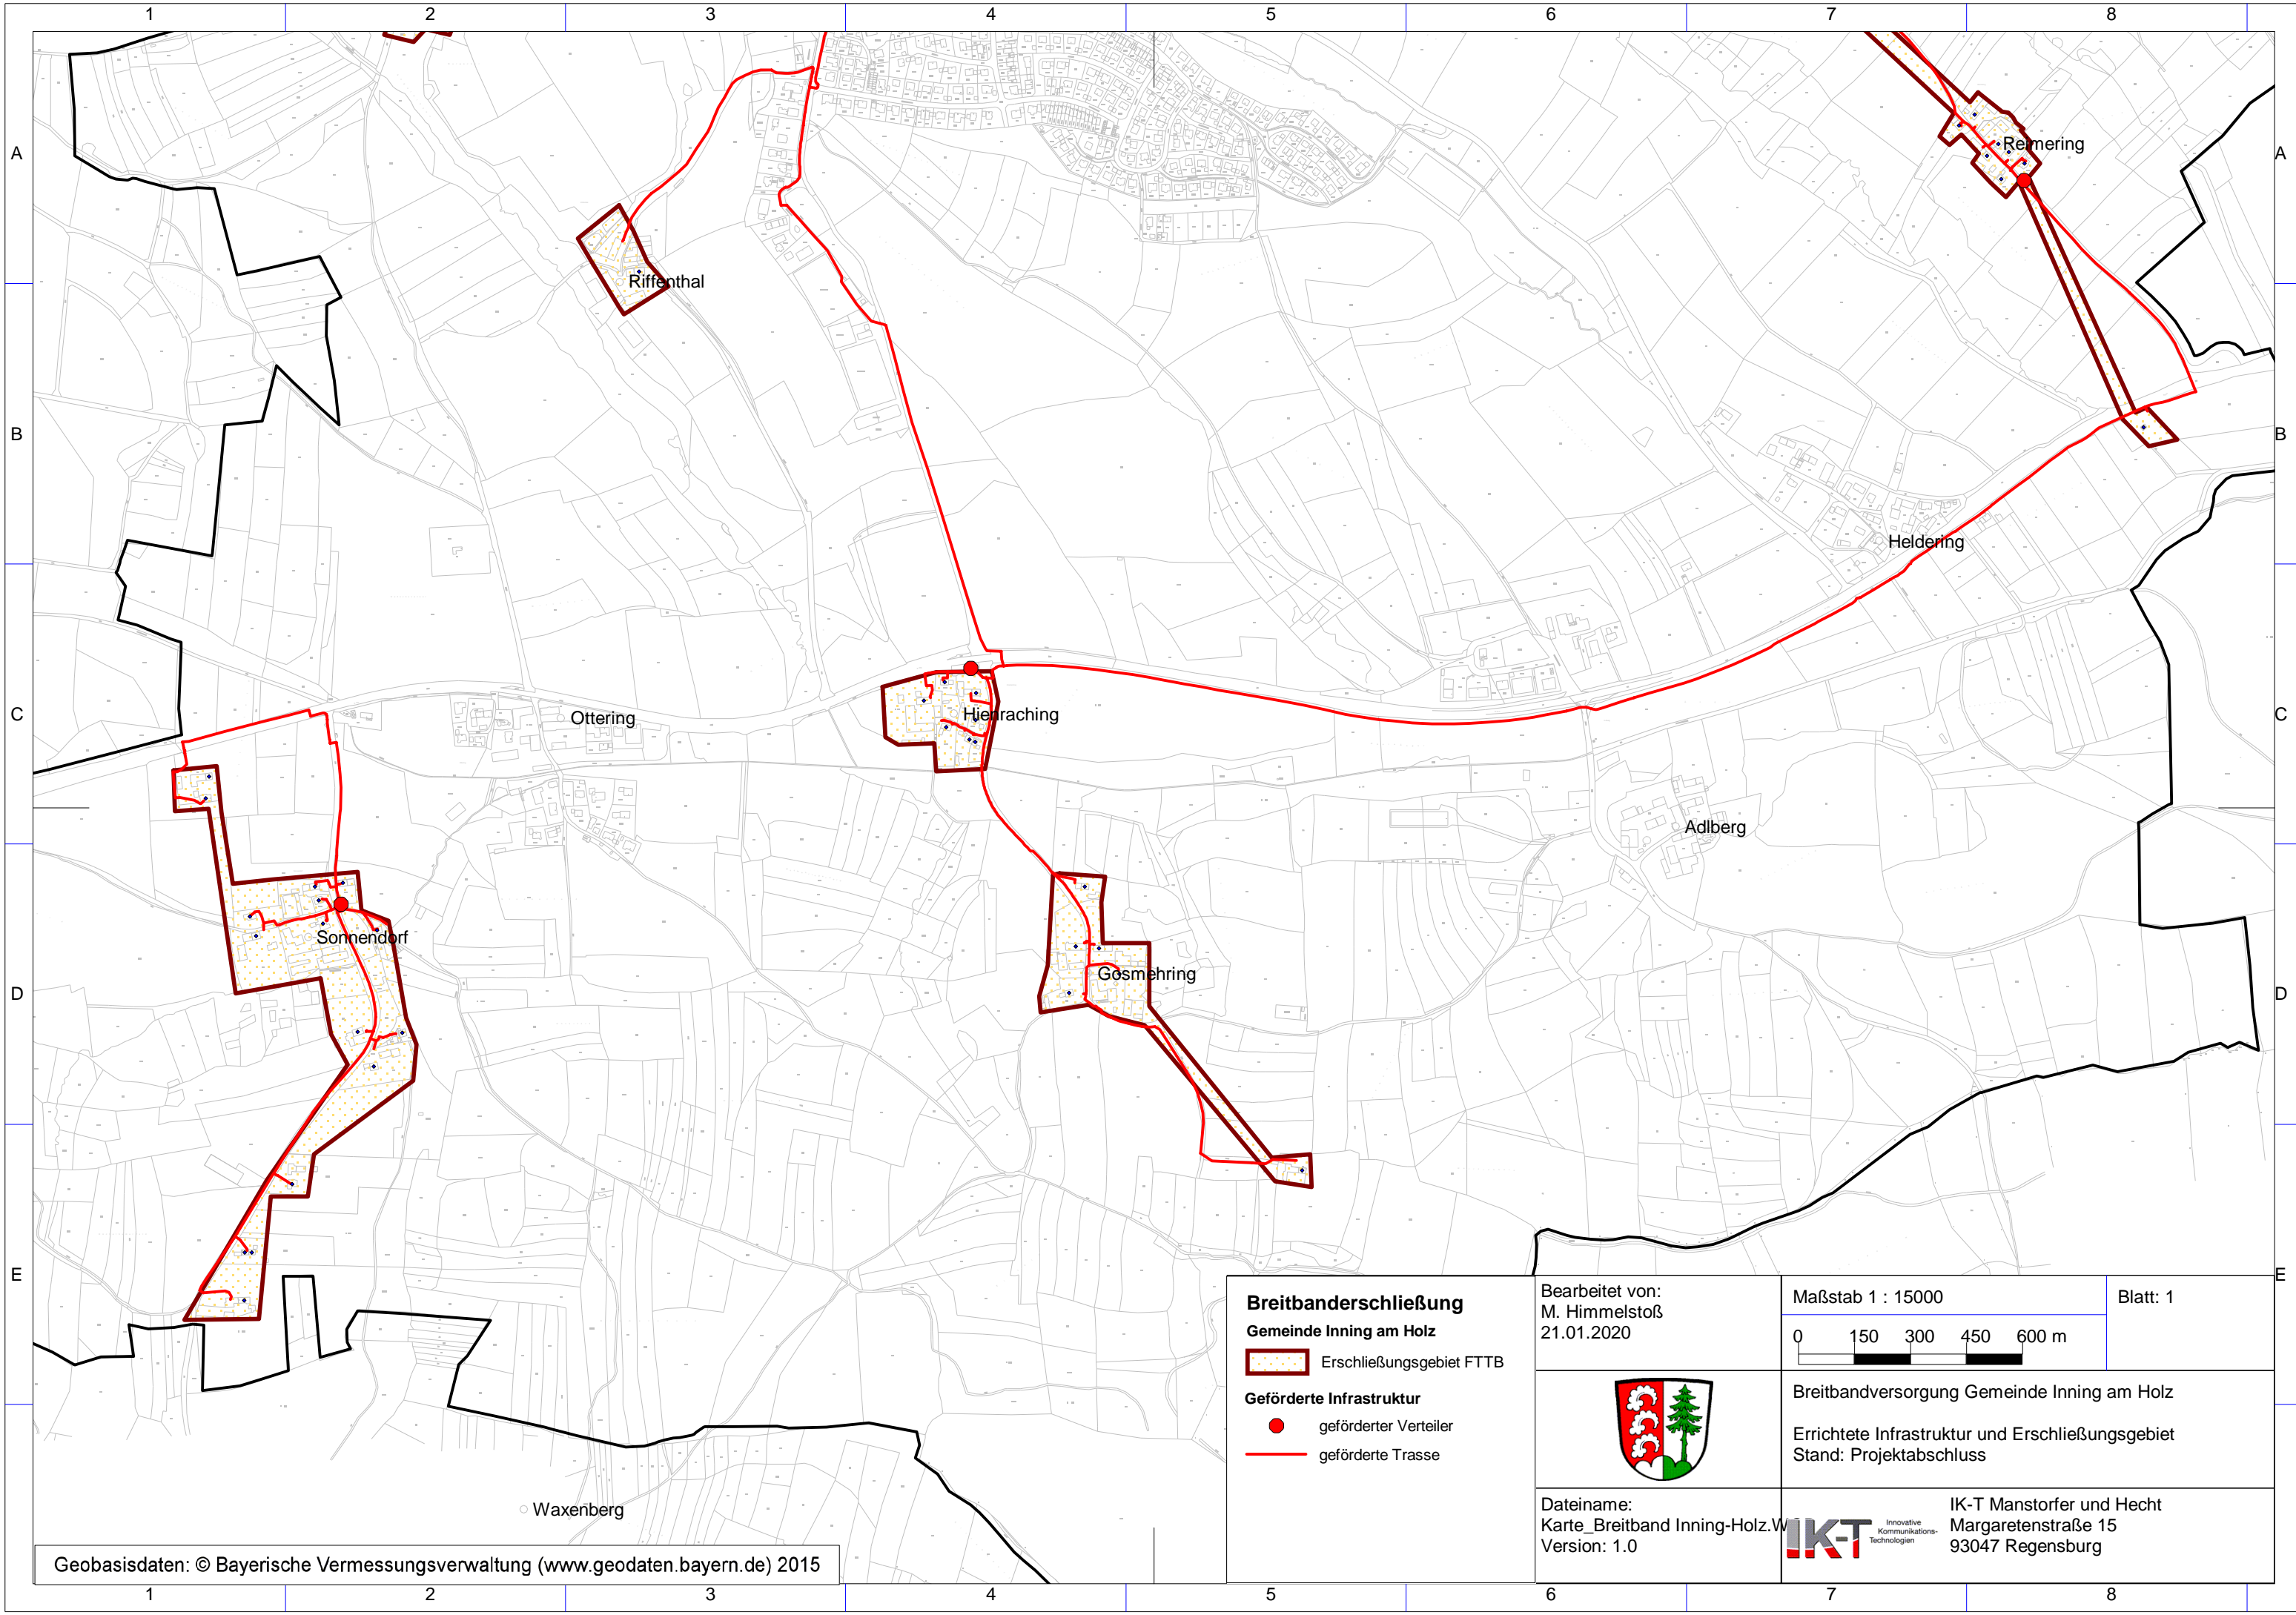 1 2 3 4 5 6 7 8
A A
Remering
Riffenthal
B B
Heldering
C C
Ottering
Hienraching
Adlberg
Sonnendorf
Gosmehring
D D
E E
Waxenberg
Breitbanderschließung
Gemeinde Inning am Holz
Erschließungsgebiet FTTB
Geförderte Infrastruktur
geförderter Verteiler
geförderte Trasse
Bearbeitet von:
M. Himmelstoß
21.01.2020
Maßstab 1 : 15000
Blatt: 1
0 150 300 450 600 m
Breitbandversorgung Gemeinde Inning am Holz
Errichtete Infrastruktur und Erschließungsgebiet
Stand: Projektabschluss
Dateiname:
Karte_Breitband Inning-Holz.W
Version: 1.0
IK-T
Innovative
Kommunikations-
Technologien
IK-T Manstorfer und Hecht
Margaretenstraße 15
93047 Regensburg
Geobasisdaten: © Bayerische Vermessungsverwaltung (www.geodaten.bayern.de) 2015
1 2 3 4 5 6 7 8